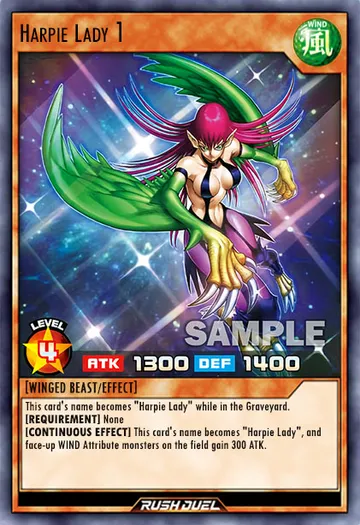 Harpie Lady 1
WIND
風
SAMPLE
LEVEL
4
ATK 1300 DEF 1400
[WINGED BEAST/EFFECT]
This card's name becomes "Harpie Lady" while in the Graveyard.
[REQUIREMENT] None
[CONTINUOUS EFFECT] This card's name becomes "Harpie Lady", and
face-up WIND Attribute monsters on the field gain 300 ATK.
RUSH DUEL